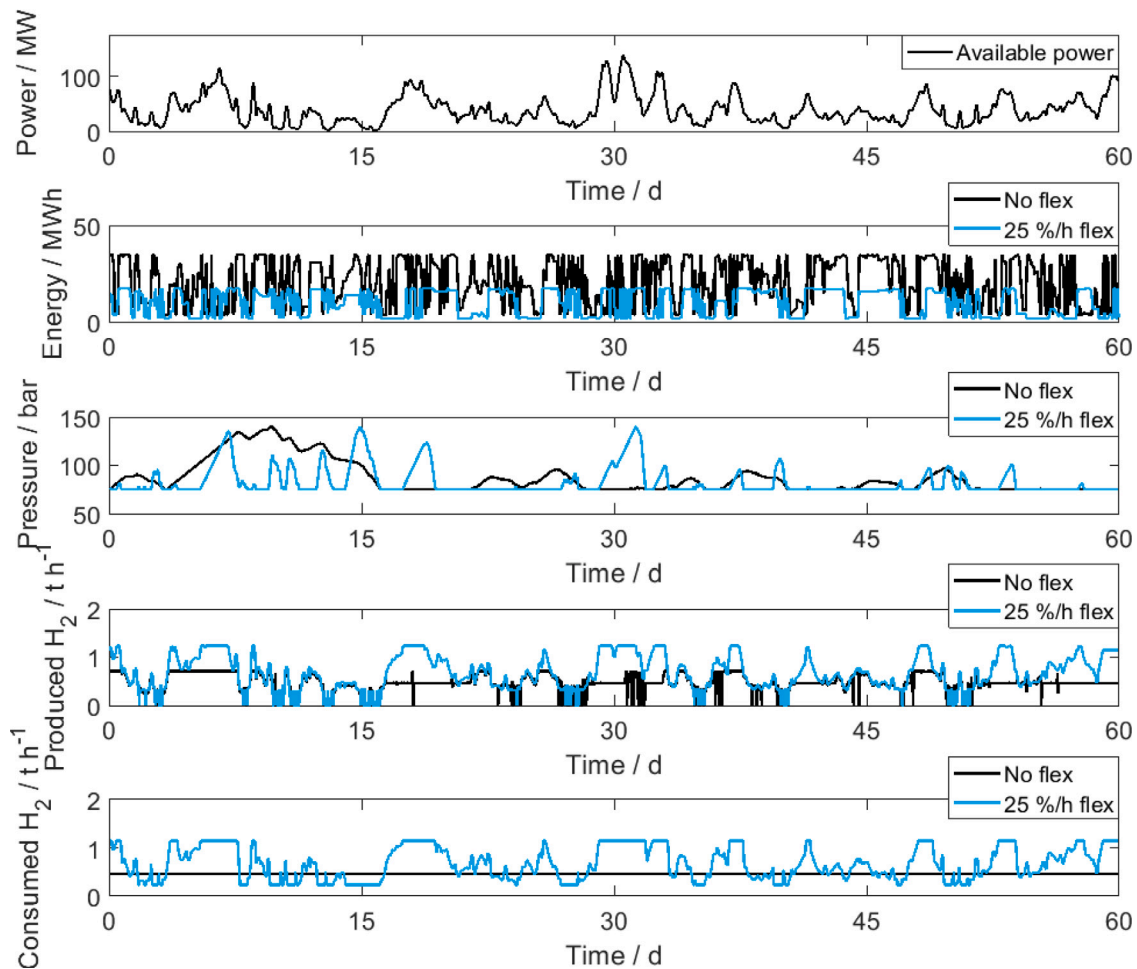 Power / MW
100
0
Available power
0 15 30 45 60
Time / d
Energy / MWh
50
0
No flex
25 %/h flex
0 15 30 45 60
Time / d
Pressure / bar
150
100
50
No flex
25 %/h flex
0 15 30 45 60
Time / d
Produced H₂ / t h⁻¹
2
1
0
No flex
25 %/h flex
0 15 30 45 60
Time / d
Consumed H₂ / t h⁻¹
2
1
0
No flex
25 %/h flex
0 15 30 45 60
Time / d